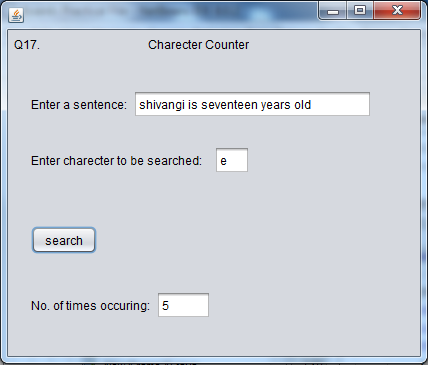 Q17. Charecter Counter
Enter a sentence: shivangi is seventeen years old
Enter charecter to be searched: e
search
No. of times occuring: 5